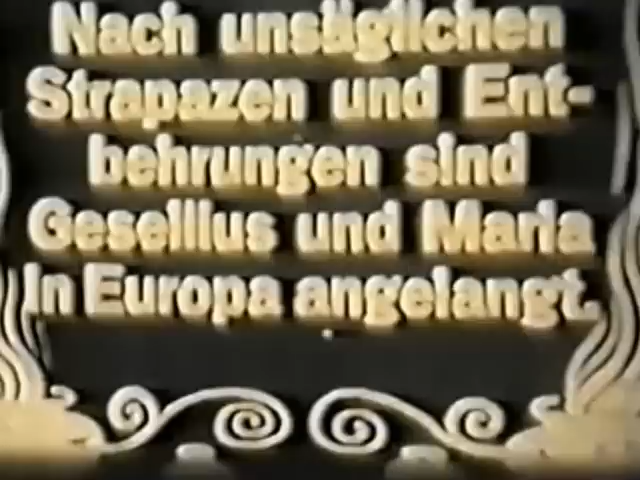 Nach unsäglichen
Strapazen und Ent-
behrungen sind
Gesellius und Maria
in Europa angelangt.